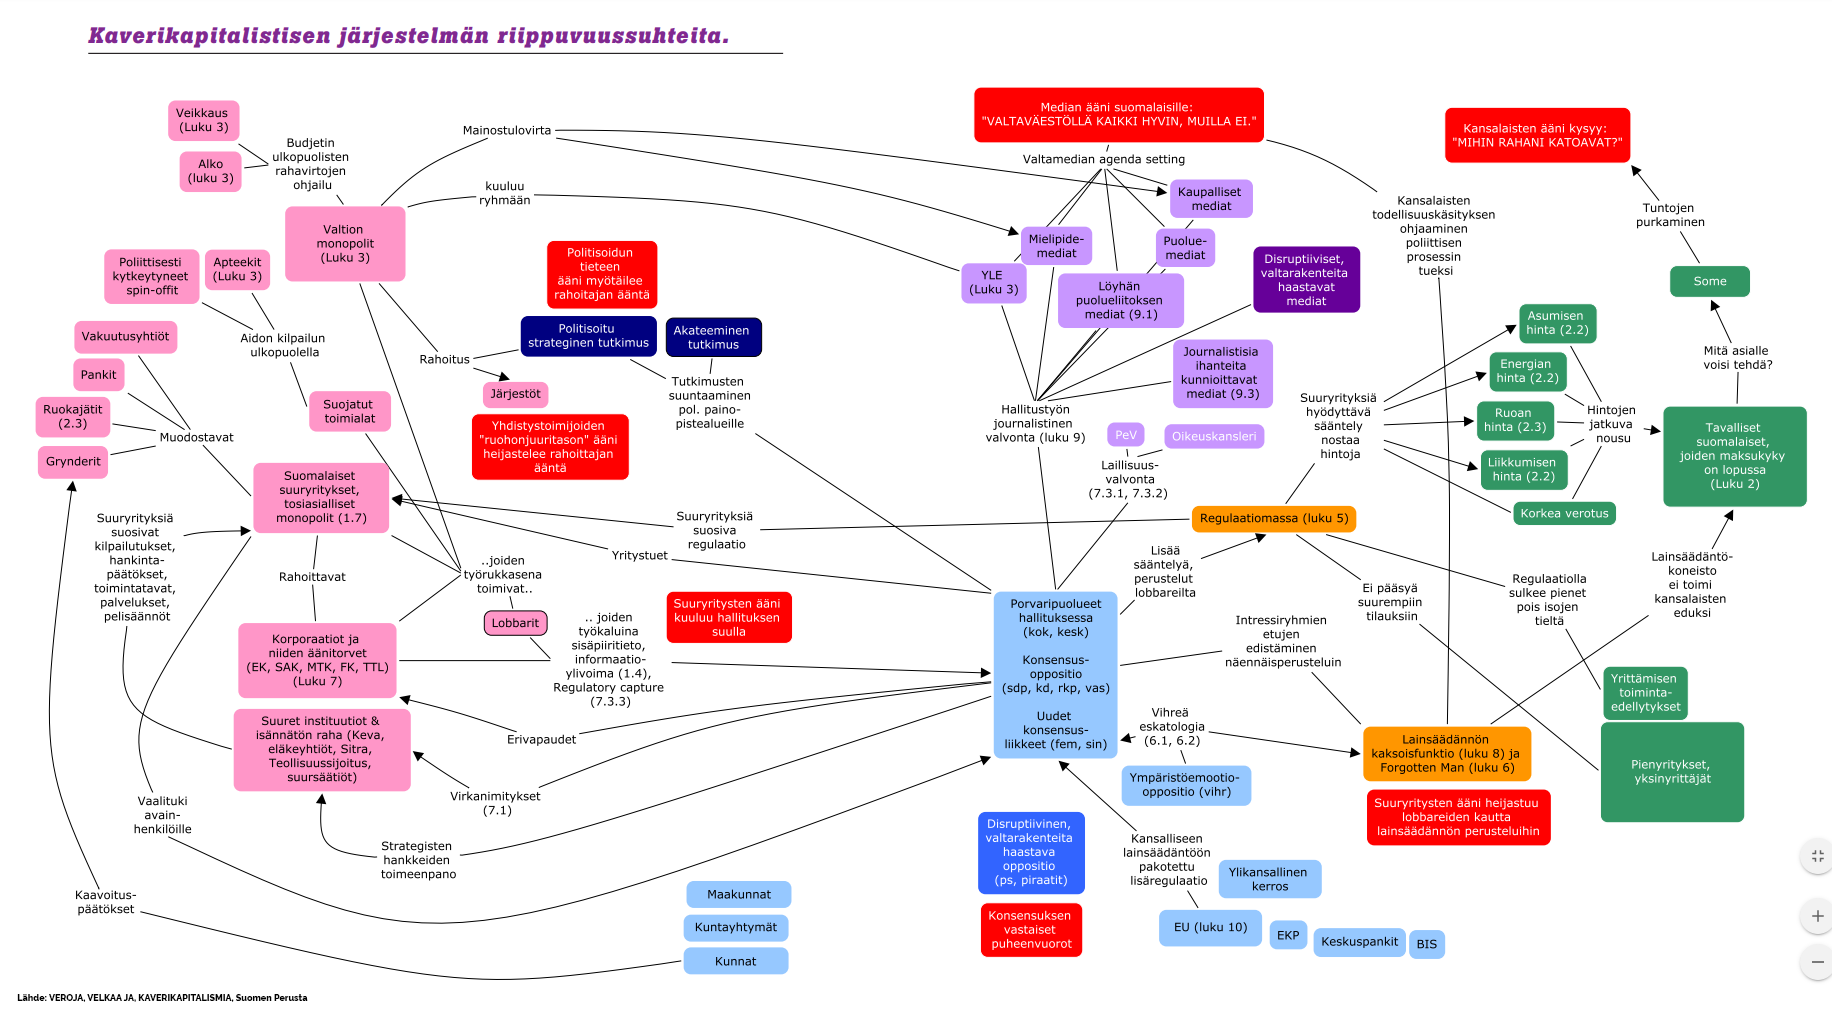 Kaverikapitalistisen järjestelmän riippuvuussuhteita.
Veikkaus
(Luku 3)
Alko
(luku 3)
Budjetin
ulkopuolisten
rahavirtojen
ohjailu
Mainostulovirta
kuuluu
ryhmään
Valtion
monopolit
(Luku 3)
Poliittisesti
kytkeytyneet
spin-offit
Apteekit
(Luku 3)
Aidon kilpailun
ulkopuolella
Vakuutusyhtiöt
Pankit
Ruokajätit
(2.3)
Grynderit
Muodostavat
Suojatut
toimialat
Rahoitus
Järjestöt
Politisoidun
tieteen
ääni myötäilee
rahoitajan ääntä
Politisoitu
strateginen tutkimus
Akateeminen
tutkimus
Tutkimusten
suuntaaminen
pol. paino-
pistealueille
Yhdistystoimijoiden
"ruohonjuuritason" ääni
heijastelee rahoittajan
ääntä
Median ääni suomalaisille:
"VALTAVÄESTÖLLÄ KAIKKI HYVIN, MUILLA EI."
Valtamedian agenda setting
Kaupalliset
mediat
Mielipide-
mediat
Puolue-
mediat
YLE
(Luku 3)
Löyhän
puolueliitoksen
mediat (9.1)
Disruptiiviset,
valtarakenteita
haastavat
mediat
Journalistisia
ihanteita
kunnioittavat
mediat (9.3)
Hallitustyön
journalistinen
valvonta (luku 9)
PeV
Oikeuskansleri
Laillisuus-
valvonta
(7.3.1, 7.3.2)
Kansalaisten ääni kysyy:
"MIHIN RAHANI KATOAVAT?"
Kansalaisten
todellisuuskäsityksen
ohjaaminen
poliittisen
prosessin
tueksi
Tuntojen
purkaminen
Some
Mitä asialle
voisi tehdä?
Asumisen
hinta (2.2)
Energian
hinta (2.2)
Ruoan
hinta (2.3)
Liikkumisen
hinta (2.2)
Korkea verotus
Hintojen
jatkuva
nousu
Suuryrityksiä
hyödyttävä
sääntely
nostaa
hintoja
Tavalliset
suomalaiset,
joiden maksukyky
on lopussa
(Luku 2)
Suomalaiset
suuryritykset,
tosiasialliset
monopolit (1.7)
Suuryrityksiä
suosivat
kilpailutukset,
hankinta-
päätökset,
toimintatavat,
palvelukset,
pelisäännöt
Rahoittavat
Suuryrityksiä
suosiva
regulaatio
Regulaatiomassa (luku 5)
Yritystuet
..joiden
työrukkasena
toimivat..
Lobbarit
Lisää
sääntelyä,
perustelut
lobbareilta
Suuryritysten ääni
kuuluu hallituksen
suulla
.. joiden
työkaluina
sisäpiiritieto,
informaatio-
ylivoima (1.4),
Regulatory capture
(7.3.3)
Korporaatiot ja
niiden äänitorvet
(EK, SAK, MTK, FK, TTL)
(Luku 7)
Suuret instituutiot &
isännätön raha (Keva,
eläkeyhtiöt, Sitra,
Teollisuussijoitus,
suursäätiöt)
Porvaripuolueet
hallituksessa
(kok, kesk)
Konsensus-
oppositio
(sdp, kd, rkp, vas)
Uudet
konsensus-
liikkeet (fem, sin)
Ei pääsyä
suurempiin
tilauksiin
Regulaatiolla
sulkee pienet
pois isojen
tieltä
Lainsäädäntö-
koneisto
ei toimi
kansalaisten
eduksi
Intressiryhmien
etujen
edistäminen
näennäisperusteluin
Yrittämisen
toiminta-
edellytykset
Pienyritykset,
yksinyrittäjät
Vihreä
eskatologia
(6.1, 6.2)
Ympäristöemootio-
oppositio (vihr)
Lainsäädännön
kaksoisfunktio (luku 8) ja
Forgotten Man (luku 6)
Suuryritysten ääni heijastuu
lobbareiden kautta
lainsäädännön perusteluihin
Erivapaudet
Virkanimitykset
(7.1)
Vaalituki
avain-
henkilöille
Strategisten
hankkeiden
toimeenpano
Kaavoitus-
päätökset
Disruptiivinen,
valtarakenteita
haastava
oppositio
(ps, piraatit)
Konsensuksen
vastaiset
puheenvuorot
Kansalliseen
lainsäädäntöön
pakotettu
lisäregulaatio
Ylikansallinen
kerros
EU (luku 10)
EKP
Keskuspankit
BIS
Maakunnat
Kuntayhtymät
Kunnat
Lähde: VEROJA, VELKAA JA, KAVERIKAPITALISMIA, Suomen Perusta